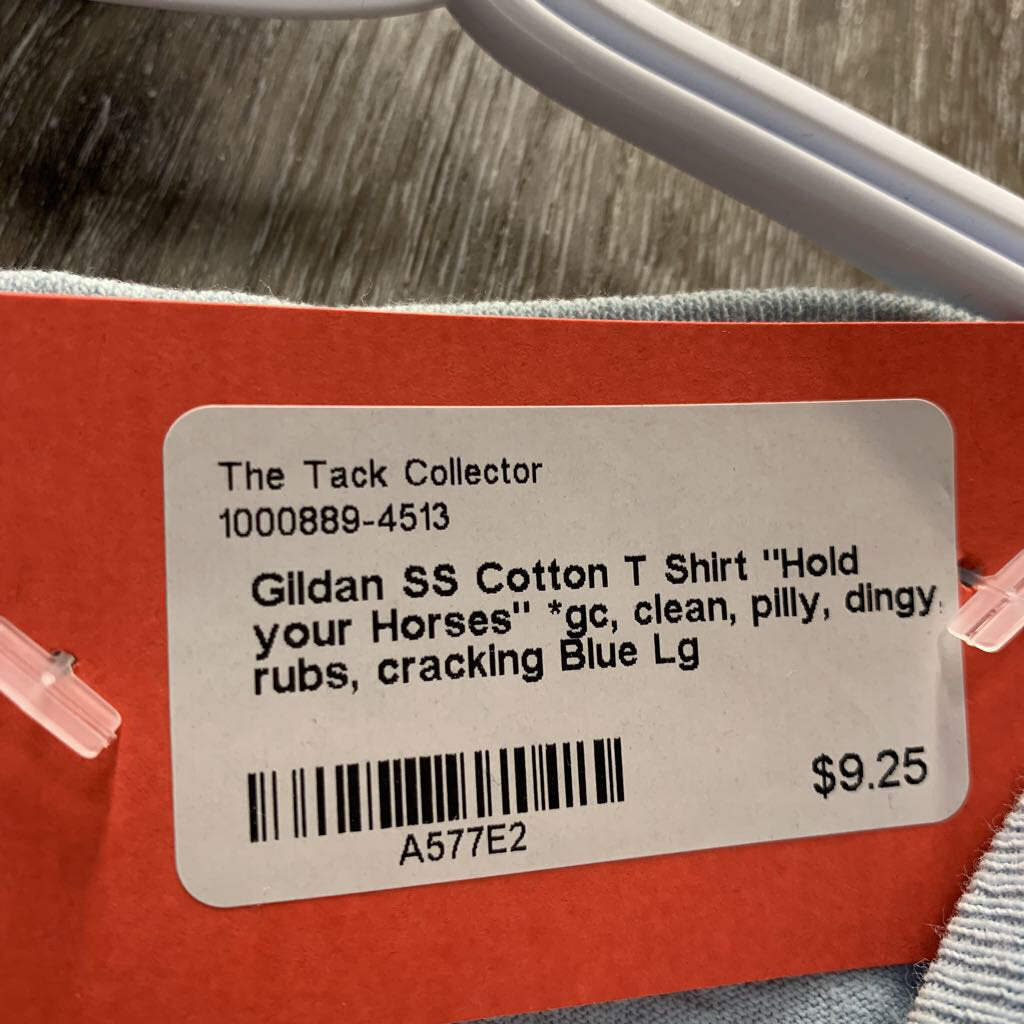 The Tack Collector
1000889-4513
Gildan SS Cotton T Shirt "Hold
your Horses" *gc, clean, pilly, dingy,
rubs, cracking Blue Lg
$9.25
A577E2